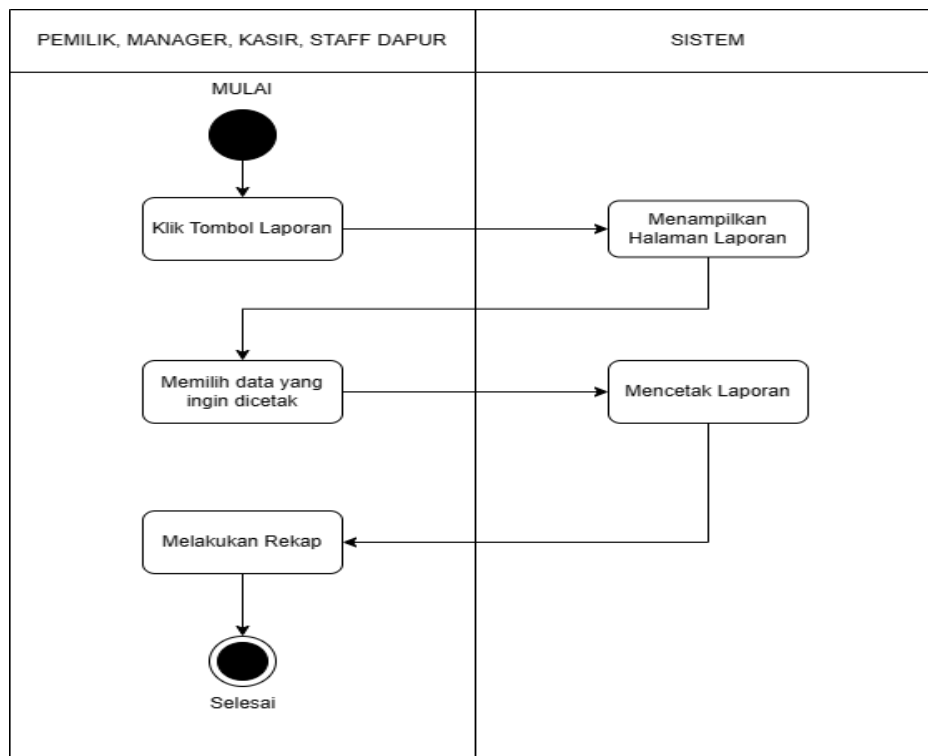 PEMILIK, MANAGER, KASIR, STAFF DAPUR
SISTEM
MULAI
Klik Tombol Laporan
Menampilkan
Halaman Laporan
Memilih data yang
ingin dicetak
Mencetak Laporan
Melakukan Rekap
Selesai